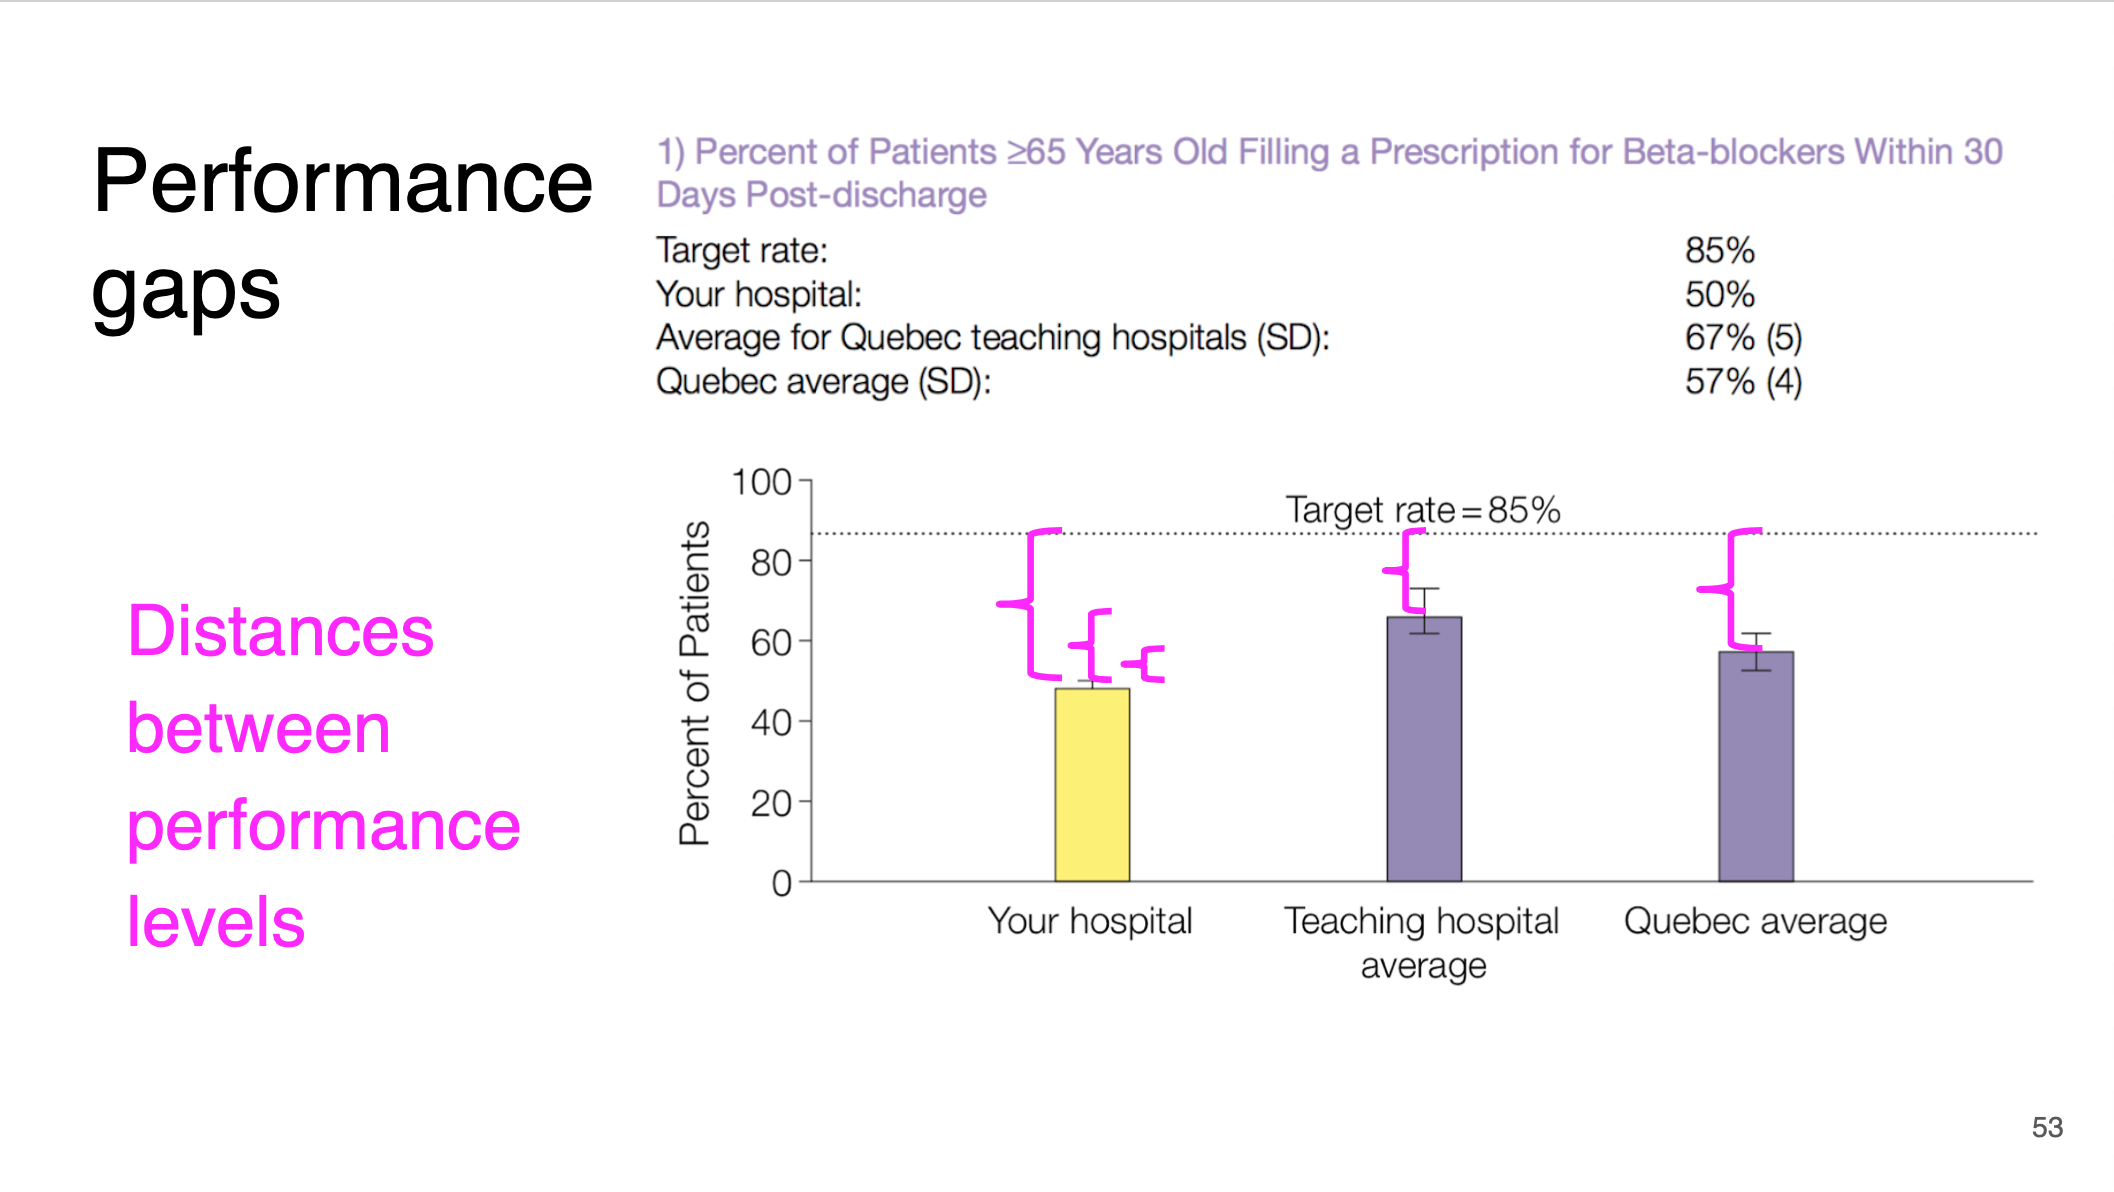 Performance
gaps
Distances
between
performance
levels
1) Percent of Patients ≥65 Years Old Filling a Prescription for Beta-blockers Within 30
Days Post-discharge
Target rate: 85%
Your hospital: 50%
Average for Quebec teaching hospitals (SD): 67% (5)
Quebec average (SD): 57% (4)
Percent of Patients
100
80
60
40
20
0
Target rate = 85%
Your hospital
Teaching hospital
average
Quebec average
53